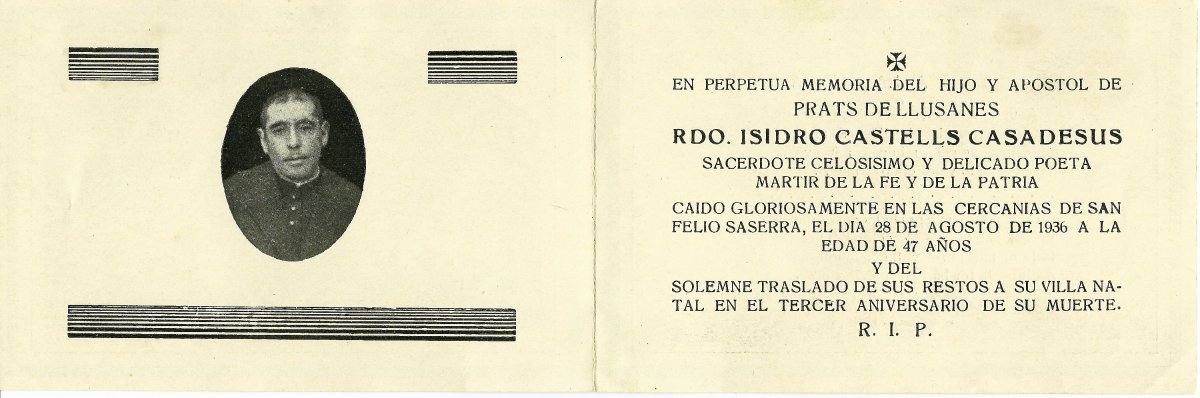 EN PERPETUA MEMORIA DEL HIJO Y APOSTOL DE
PRATS DE LLUSANES
RDO. ISIDRO CASTELLS CASADESUS
SACERDOTE CELOSISIMO Y DELICADO POETA
MARTIR DE LA FE Y DE LA PATRIA
CAIDO GLORIOSAMENTE EN LAS CERCANIAS DE SAN
FELIO SASERRA, EL DIA 28 DE AGOSTO DE 1936 A LA
EDAD DE 47 AÑOS
Y DEL
SOLEMNE TRASLADO DE SUS RESTOS A SU VILLA NA-
TAL EN EL TERCER ANIVERSARIO DE SU MUERTE.
R. I. P.